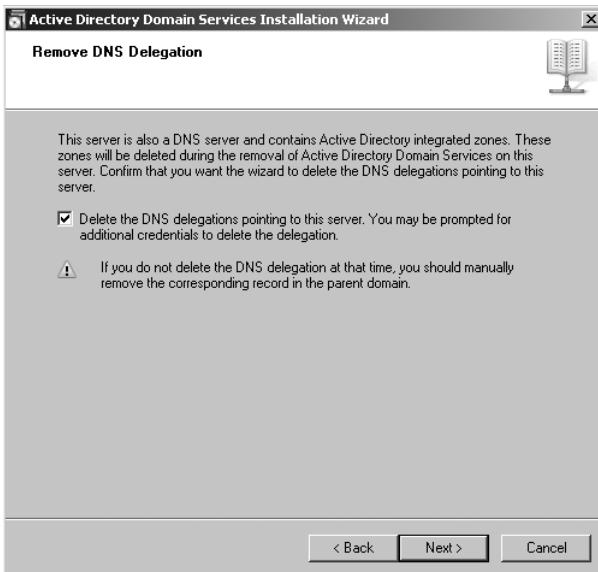 Active Directory Domain Services Installation Wizard
Remove DNS Delegation
This server is also a DNS server and contains Active Directory integrated zones. These
zones will be deleted during the removal of Active Directory Domain Services on this
server. Confirm that you want the wizard to delete the DNS delegations pointing to this
server.
Delete the DNS delegations pointing to this server. You may be prompted for
additional credentials to delete the delegation.
If you do not delete the DNS delegation at that time, you should manually
remove the corresponding record in the parent domain.
< Back Next > Cancel